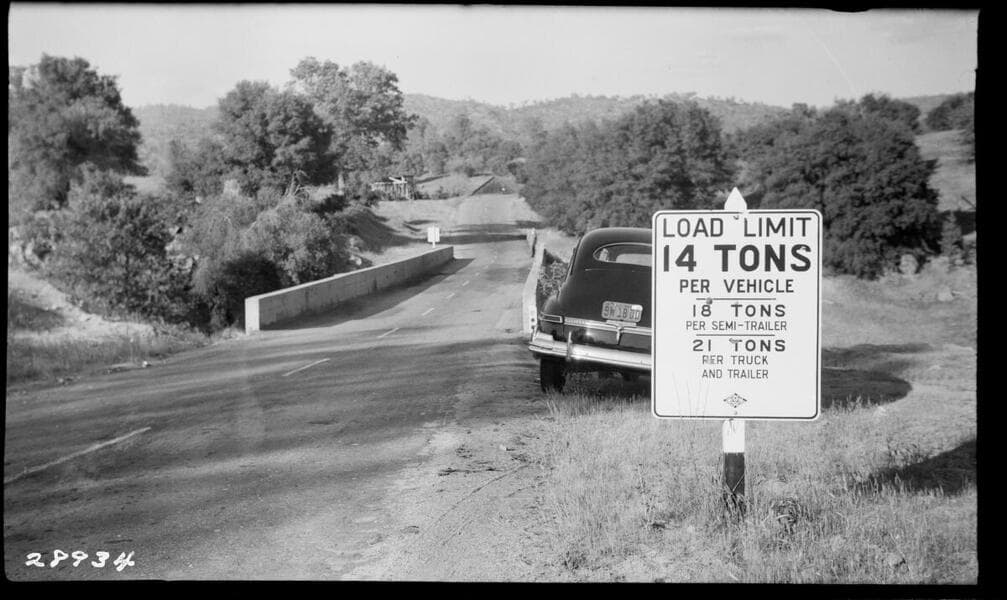 LOAD LIMIT
14 TONS
PER VEHICLE
18 TONS
PER SEMI-TRAILER
21 TONS
PER TRUCK
AND TRAILER
28934